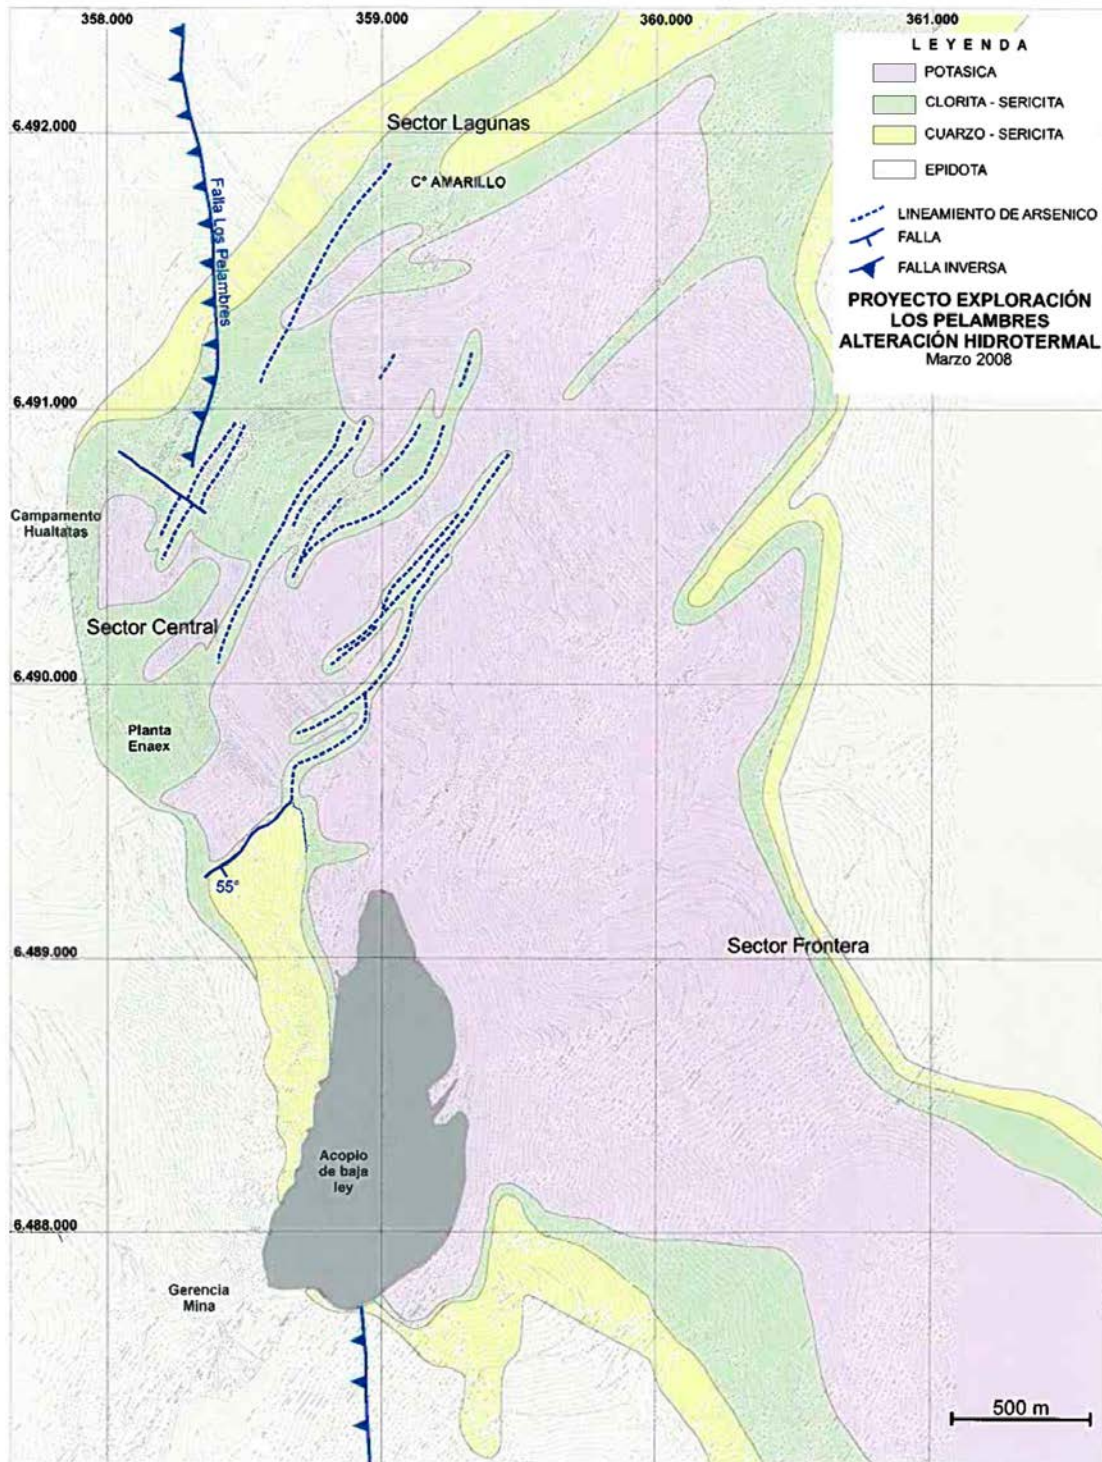 358.000 359.000 360.000 361.000
LEYENDA
POTASICA
CLORITA - SERICITA
CUARZO - SERICITA
EPIDOTA
LINEAMIENTO DE ARSENICO
FALLA
FALLA INVERSA
PROYECTO EXPLORACIÓN
LOS PELAMBRES
ALTERACIÓN HIDROTERMAL
Marzo 2008
6.492.000
Sector Lagunas
C° AMARILLO
Falla Los Pelambres
6.491.000
Campamento
Hualtatas
Sector Central
6.490.000
Planta
Enaex
55°
6.489.000
Sector Frontera
Acopio
de baja
ley
6.488.000
Gerencia
Mina
500 m